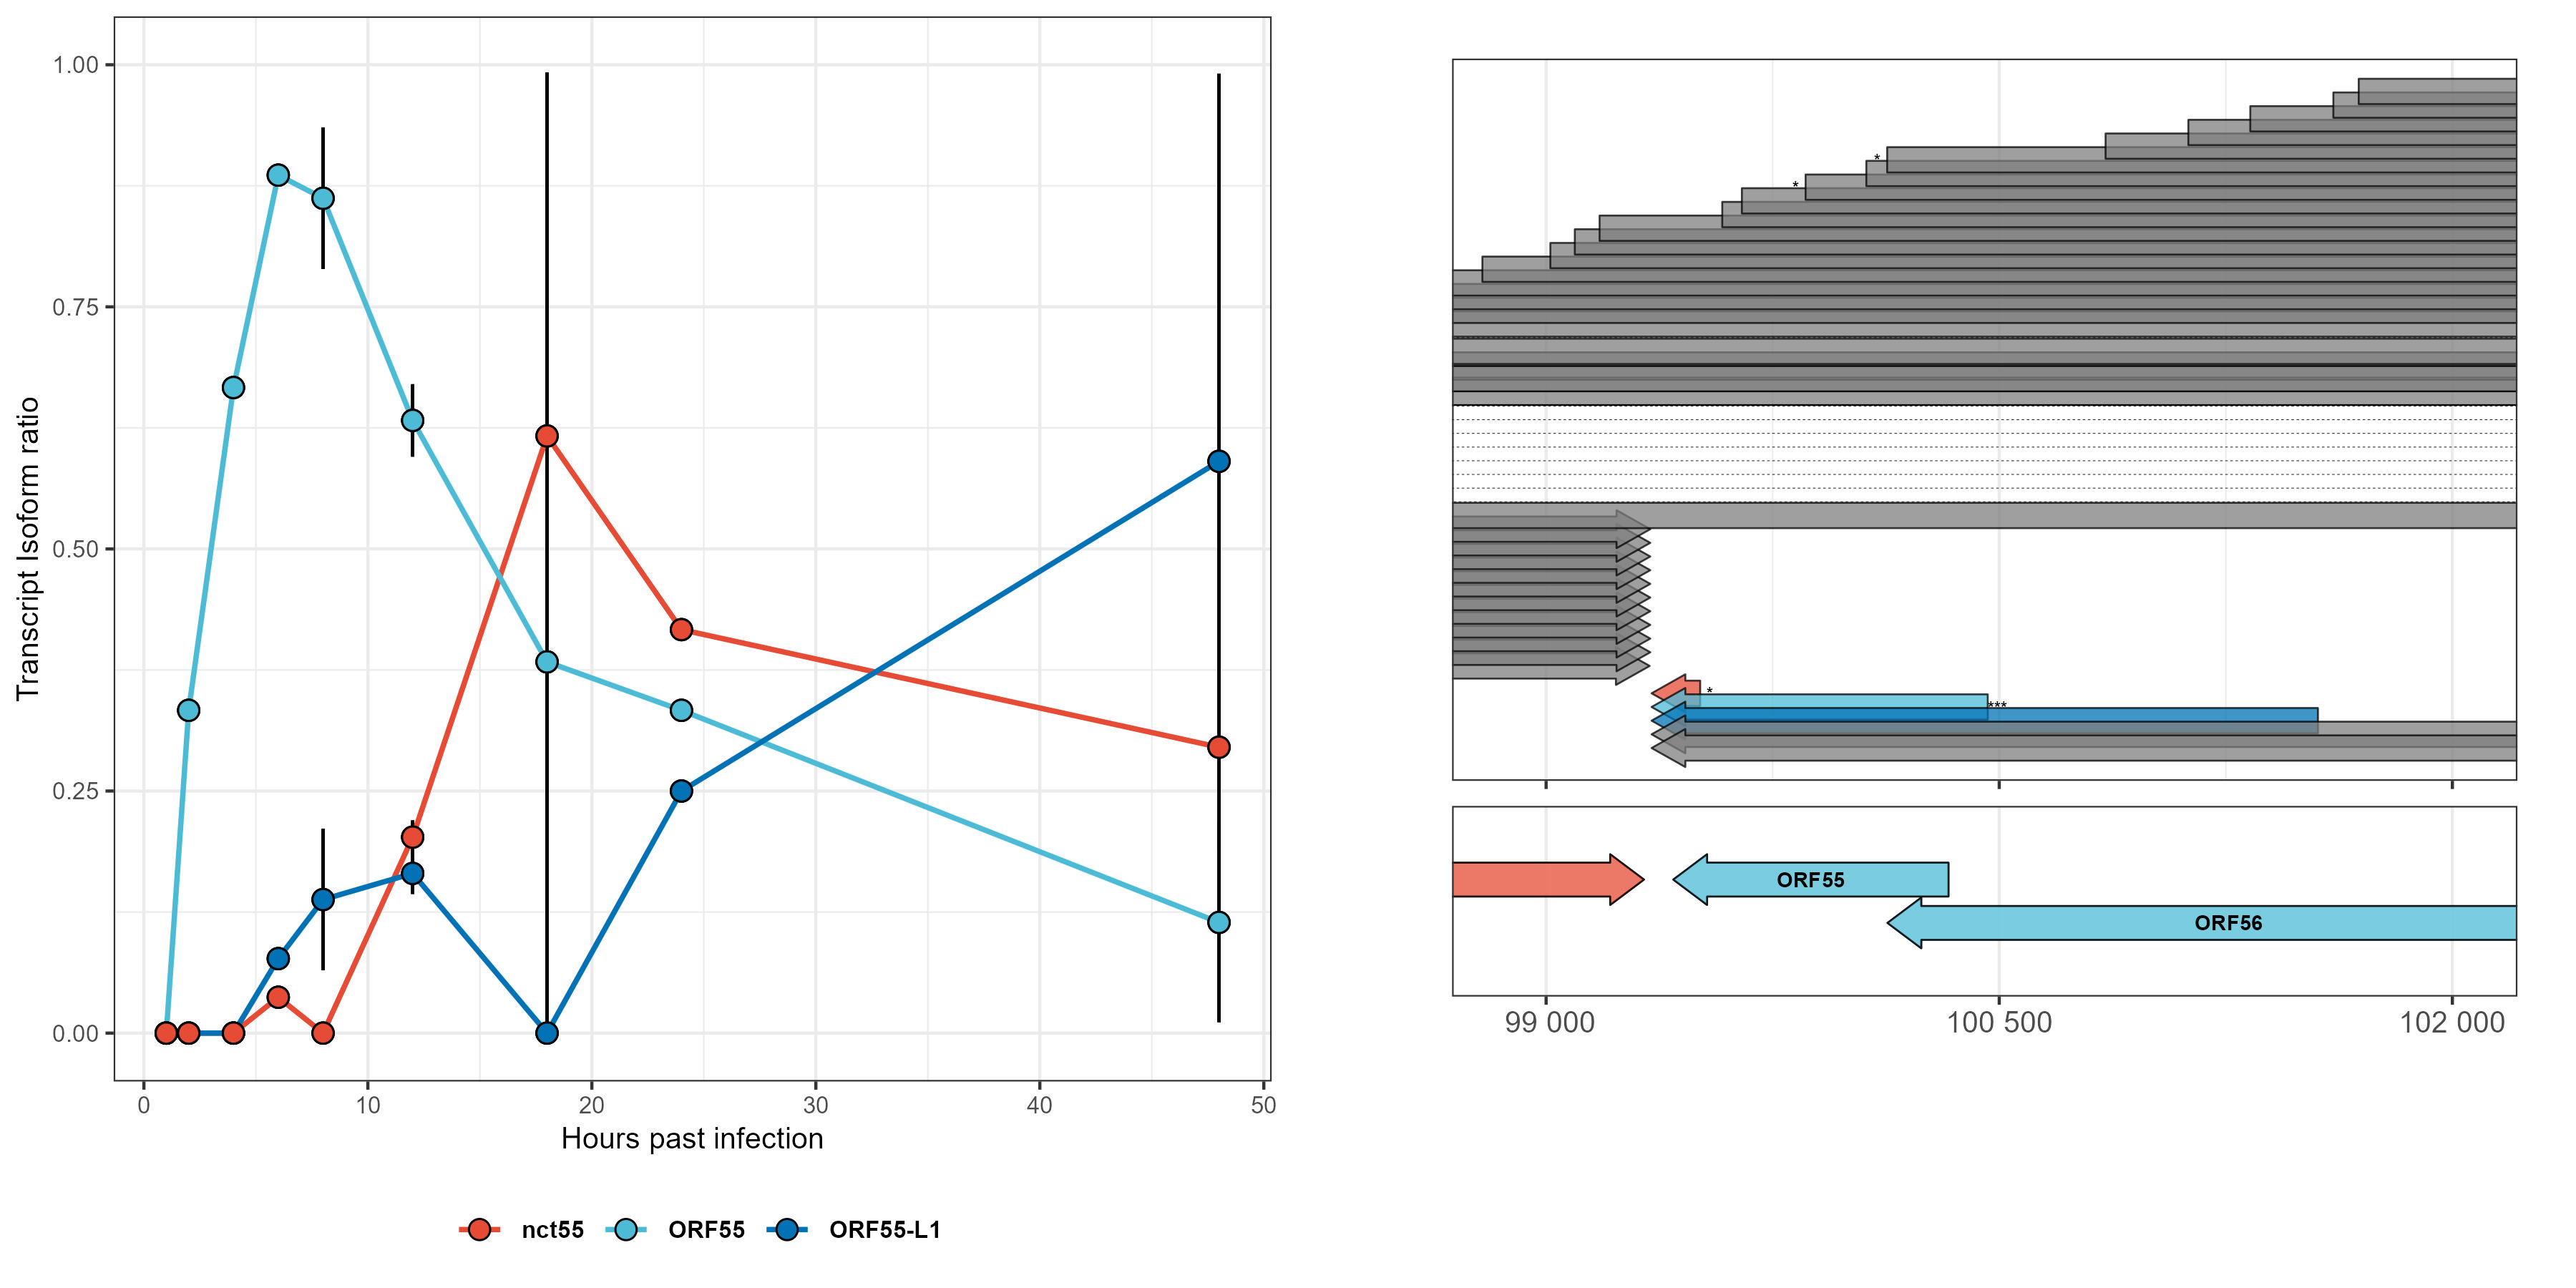 Transcript Isoform ratio
1.00
0.75
0.50
0.25
0.00
0 10 20 30 40 50
Hours past infection
nct55 ORF55 ORF55-L1
*
*
*
***
ORF55
ORF56
99 000 100 500 102 000